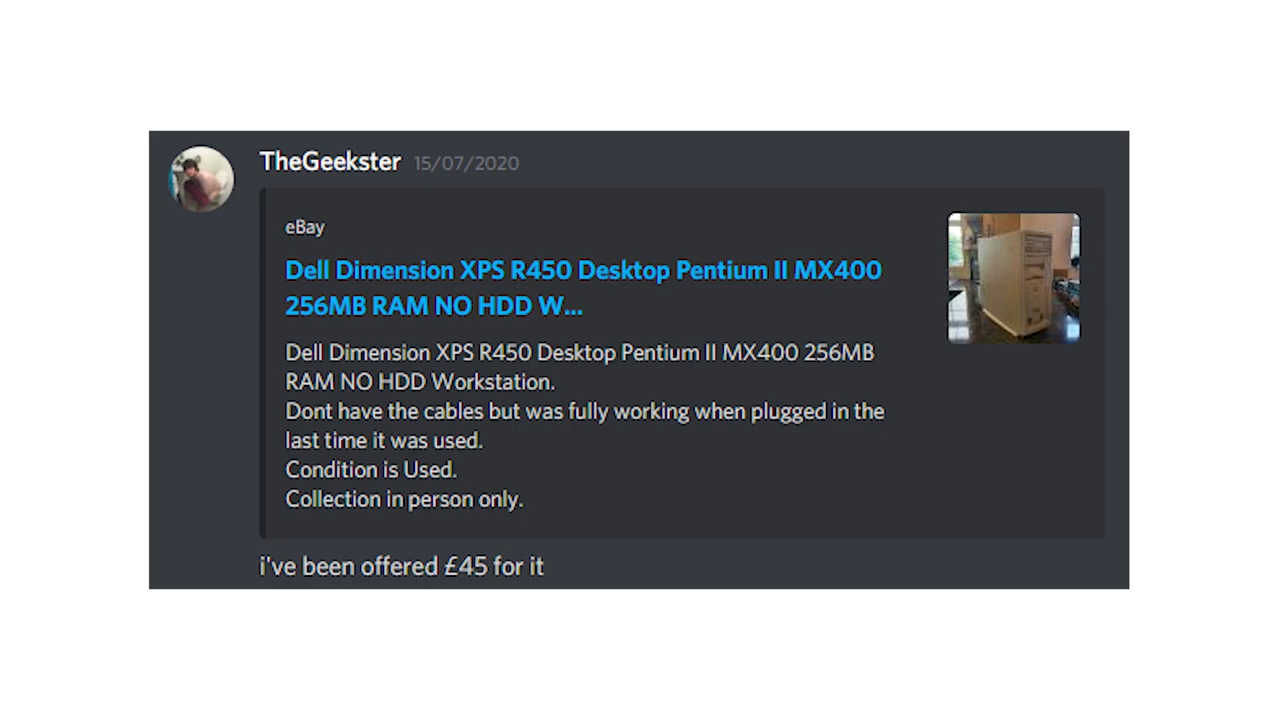 TheGeekster 15/07/2020
eBay
Dell Dimension XPS R450 Desktop Pentium II MX400
256MB RAM NO HDD W...
Dell Dimension XPS R450 Desktop Pentium II MX400 256MB
RAM NO HDD Workstation.
Dont have the cables but was fully working when plugged in the
last time it was used.
Condition is Used.
Collection in person only.
i've been offered £45 for it